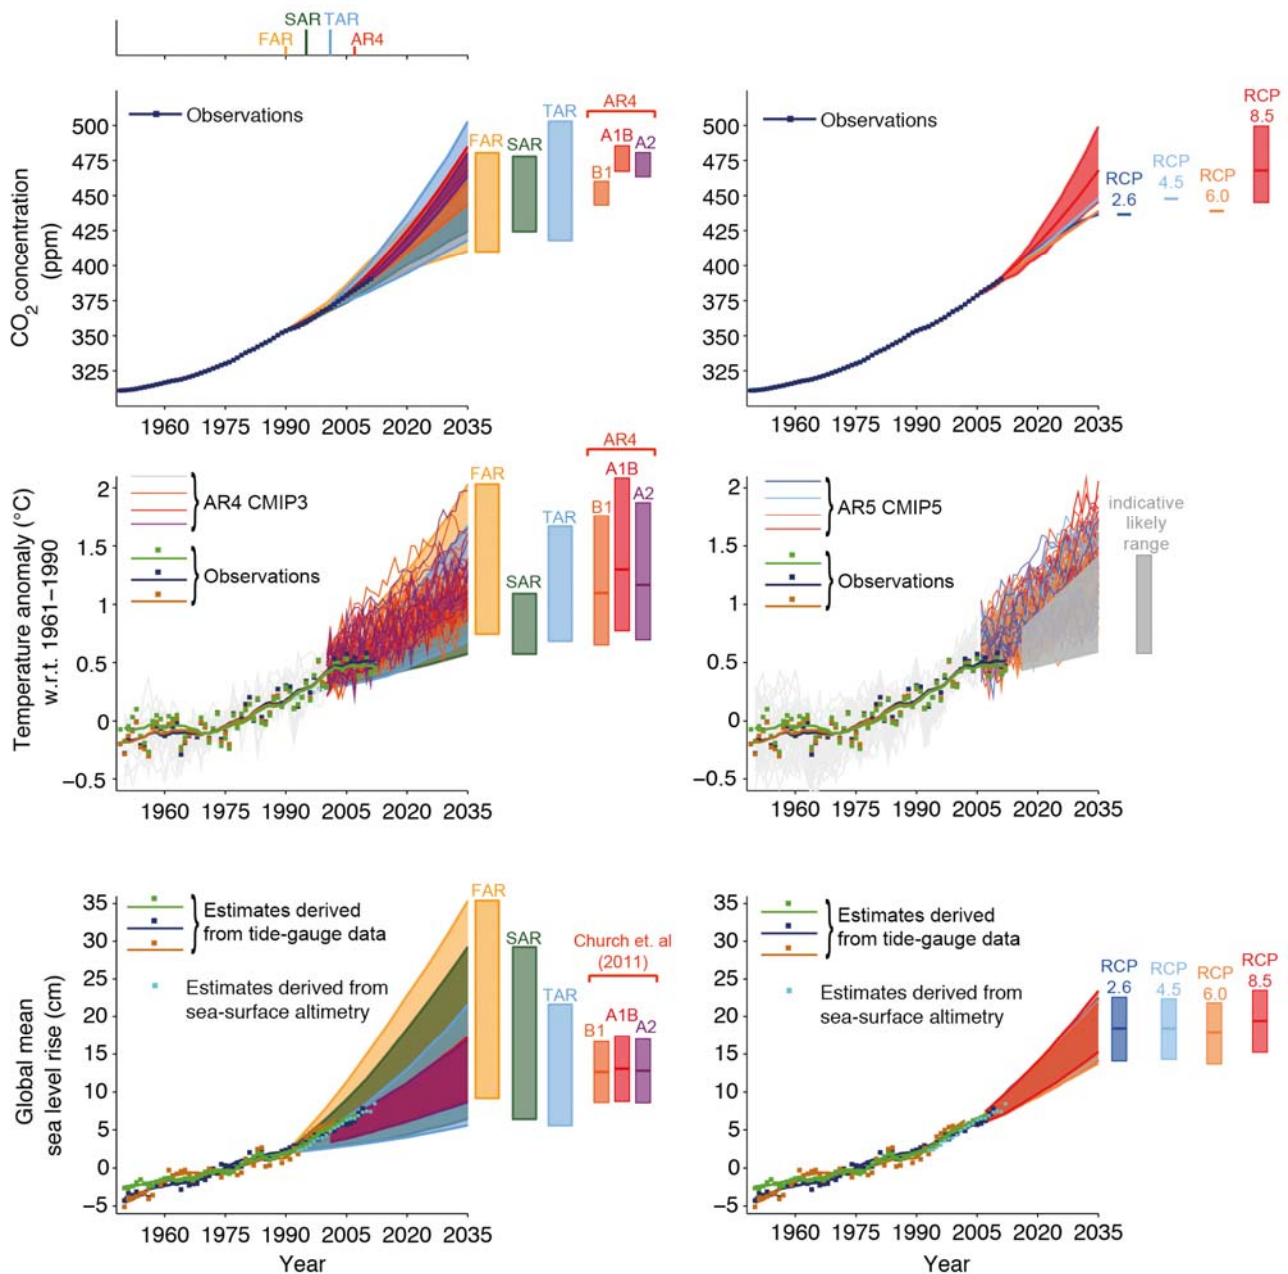 SAR TAR
FAR AR4
Observations
CO2 concentration
(ppm)
500
475
450
425
400
375
350
325
1960 1975 1990 2005 2020 2035
FAR
SAR
TAR
AR4
B1
A1B
A2
Observations
500
475
450
425
400
375
350
325
1960 1975 1990 2005 2020 2035
RCP
2.6
RCP
4.5
RCP
6.0
RCP
8.5
Temperature anomaly (°C)
w.r.t. 1961–1990
2
1.5
1
0.5
0
−0.5
AR4 CMIP3
Observations
1960 1975 1990 2005 2020 2035
FAR
SAR
TAR
AR4
B1
A1B
A2
2
1.5
1
0.5
0
−0.5
AR5 CMIP5
Observations
1960 1975 1990 2005 2020 2035
indicative
likely
range
Global mean
sea level rise (cm)
35
30
25
20
15
10
5
0
−5
Estimates derived
from tide-gauge data
Estimates derived from
sea-surface altimetry
1960 1975 1990 2005 2020 2035
Year
FAR
SAR
TAR
Church et. al
(2011)
B1
A1B
A2
35
30
25
20
15
10
5
0
−5
Estimates derived
from tide-gauge data
Estimates derived from
sea-surface altimetry
1960 1975 1990 2005 2020 2035
Year
RCP
2.6
RCP
4.5
RCP
6.0
RCP
8.5